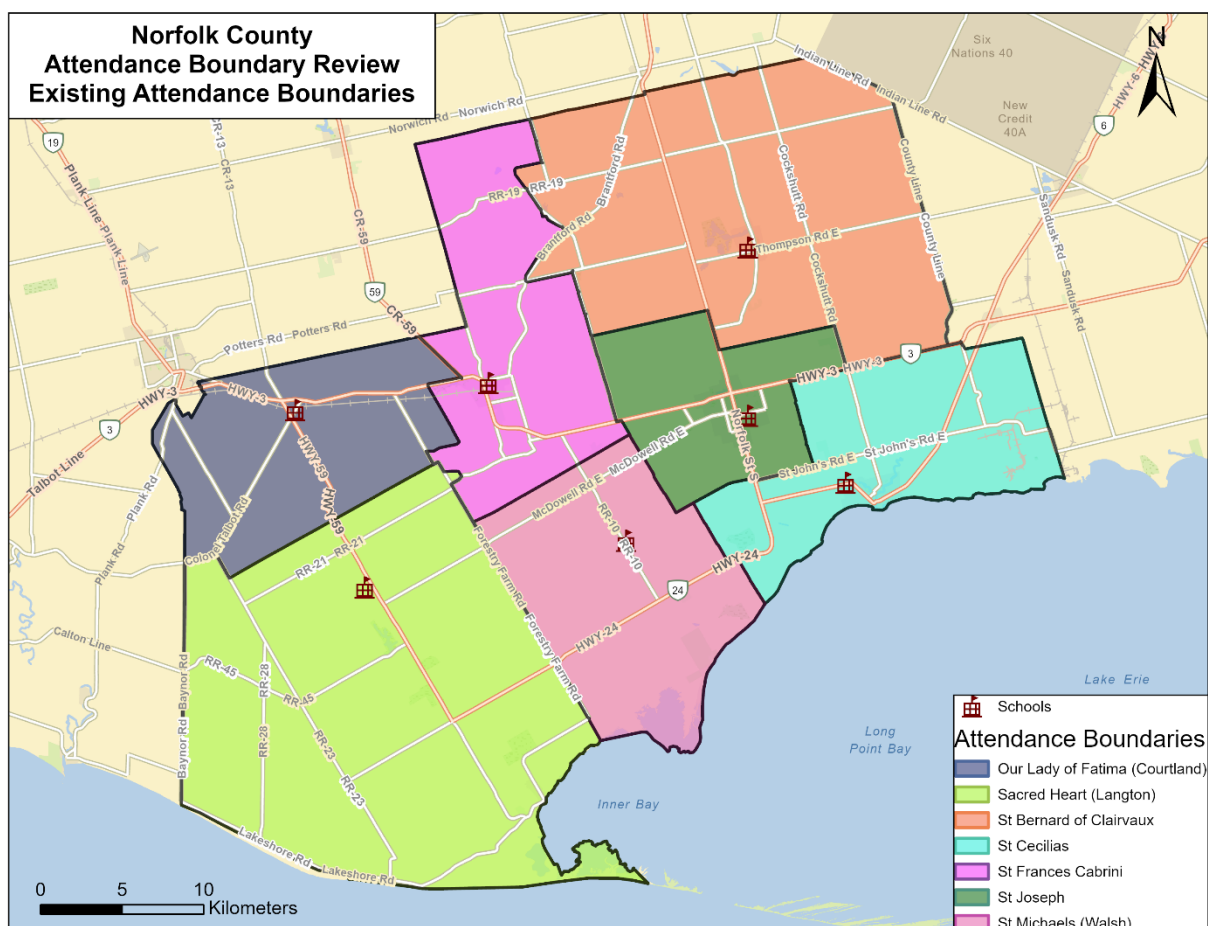 Norfolk County
Attendance Boundary Review
Existing Attendance Boundaries
N
Six
Nations 40
New
Credit
40A
Indian Line Rd
Indian Line Rd
HWY-6
HWY-6
6
19
Plank Line
Plank Line
CR-13
CR-13
Norwich Rd
Norwich Rd
CR-59
59
CR-59
RR-19
RR-19
Brantford Rd
Brantford Rd
Cockshutt Rd
Cockshutt Rd
County Line
County Line
Thompson Rd E
Sandusk Rd
Sandusk Rd
Potters Rd
Potters Rd
HWY-3
HWY-3
3
Talbot Line
HWY-3
HWY-3
3
Plank Rd
Plank Rd
Colonel Talbot Rd
HWY-59
HWY-59
McDowell Rd E
McDowell Rd E
Norfolk St S
St John's Rd E
St John's Rd E
RR-21
RR-21
RR-10
RR-10
Forestry Farm Rd
Forestry Farm Rd
HWY-24
24
HWY-24
Calton Line
RR-45
RR-45
Baynor Rd
Baynor Rd
RR-28
RR-28
RR-23
RR-23
Lakeshore Rd
Lakeshore Rd
Lake Erie
Long
Point Bay
Inner Bay
0 5 10
Kilometers
Schools
Attendance Boundaries
Our Lady of Fatima (Courtland)
Sacred Heart (Langton)
St Bernard of Clairvaux
St Cecilias
St Frances Cabrini
St Joseph
St Michaels (Walsh)